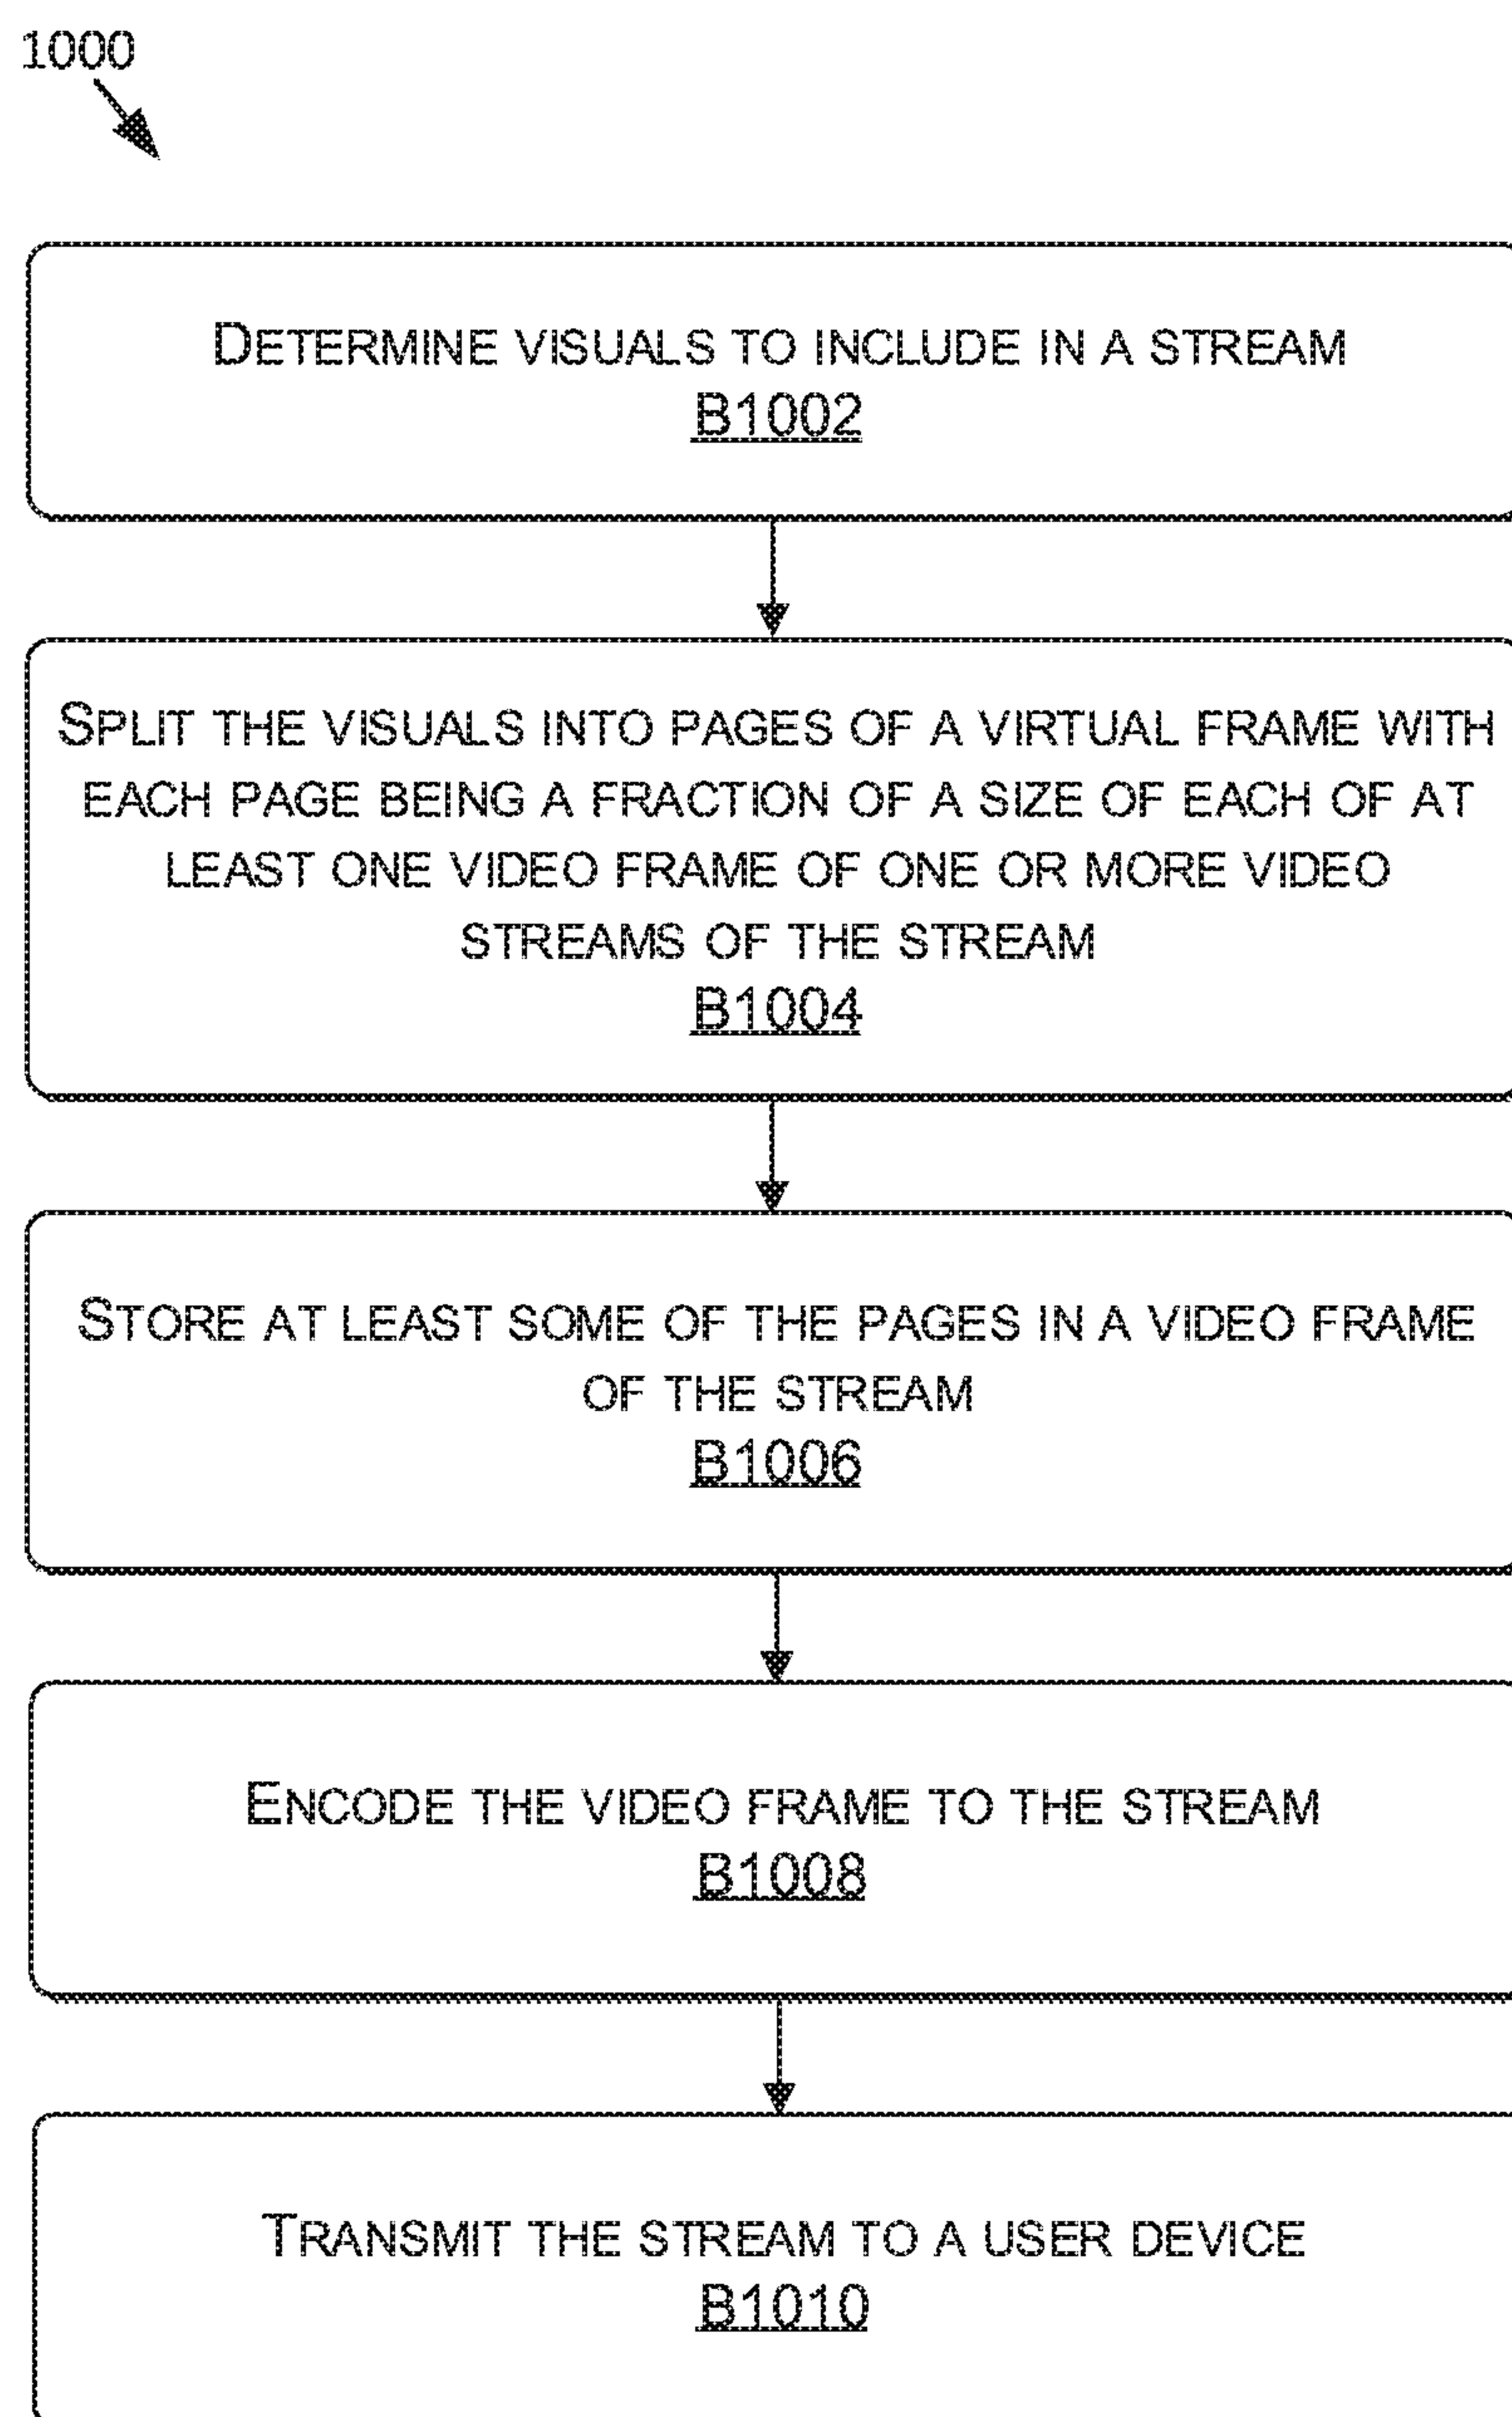 1000
DETERMINE VISUALS TO INCLUDE IN A STREAM
B1002
SPLIT THE VISUALS INTO PAGES OF A VIRTUAL FRAME WITH
EACH PAGE BEING A FRACTION OF A SIZE OF EACH OF AT
LEAST ONE VIDEO FRAME OF ONE OR MORE VIDEO
STREAMS OF THE STREAM
B1004
STORE AT LEAST SOME OF THE PAGES IN A VIDEO FRAME
OF THE STREAM
B1006
ENCODE THE VIDEO FRAME TO THE STREAM
B1008
TRANSMIT THE STREAM TO A USER DEVICE
B1010